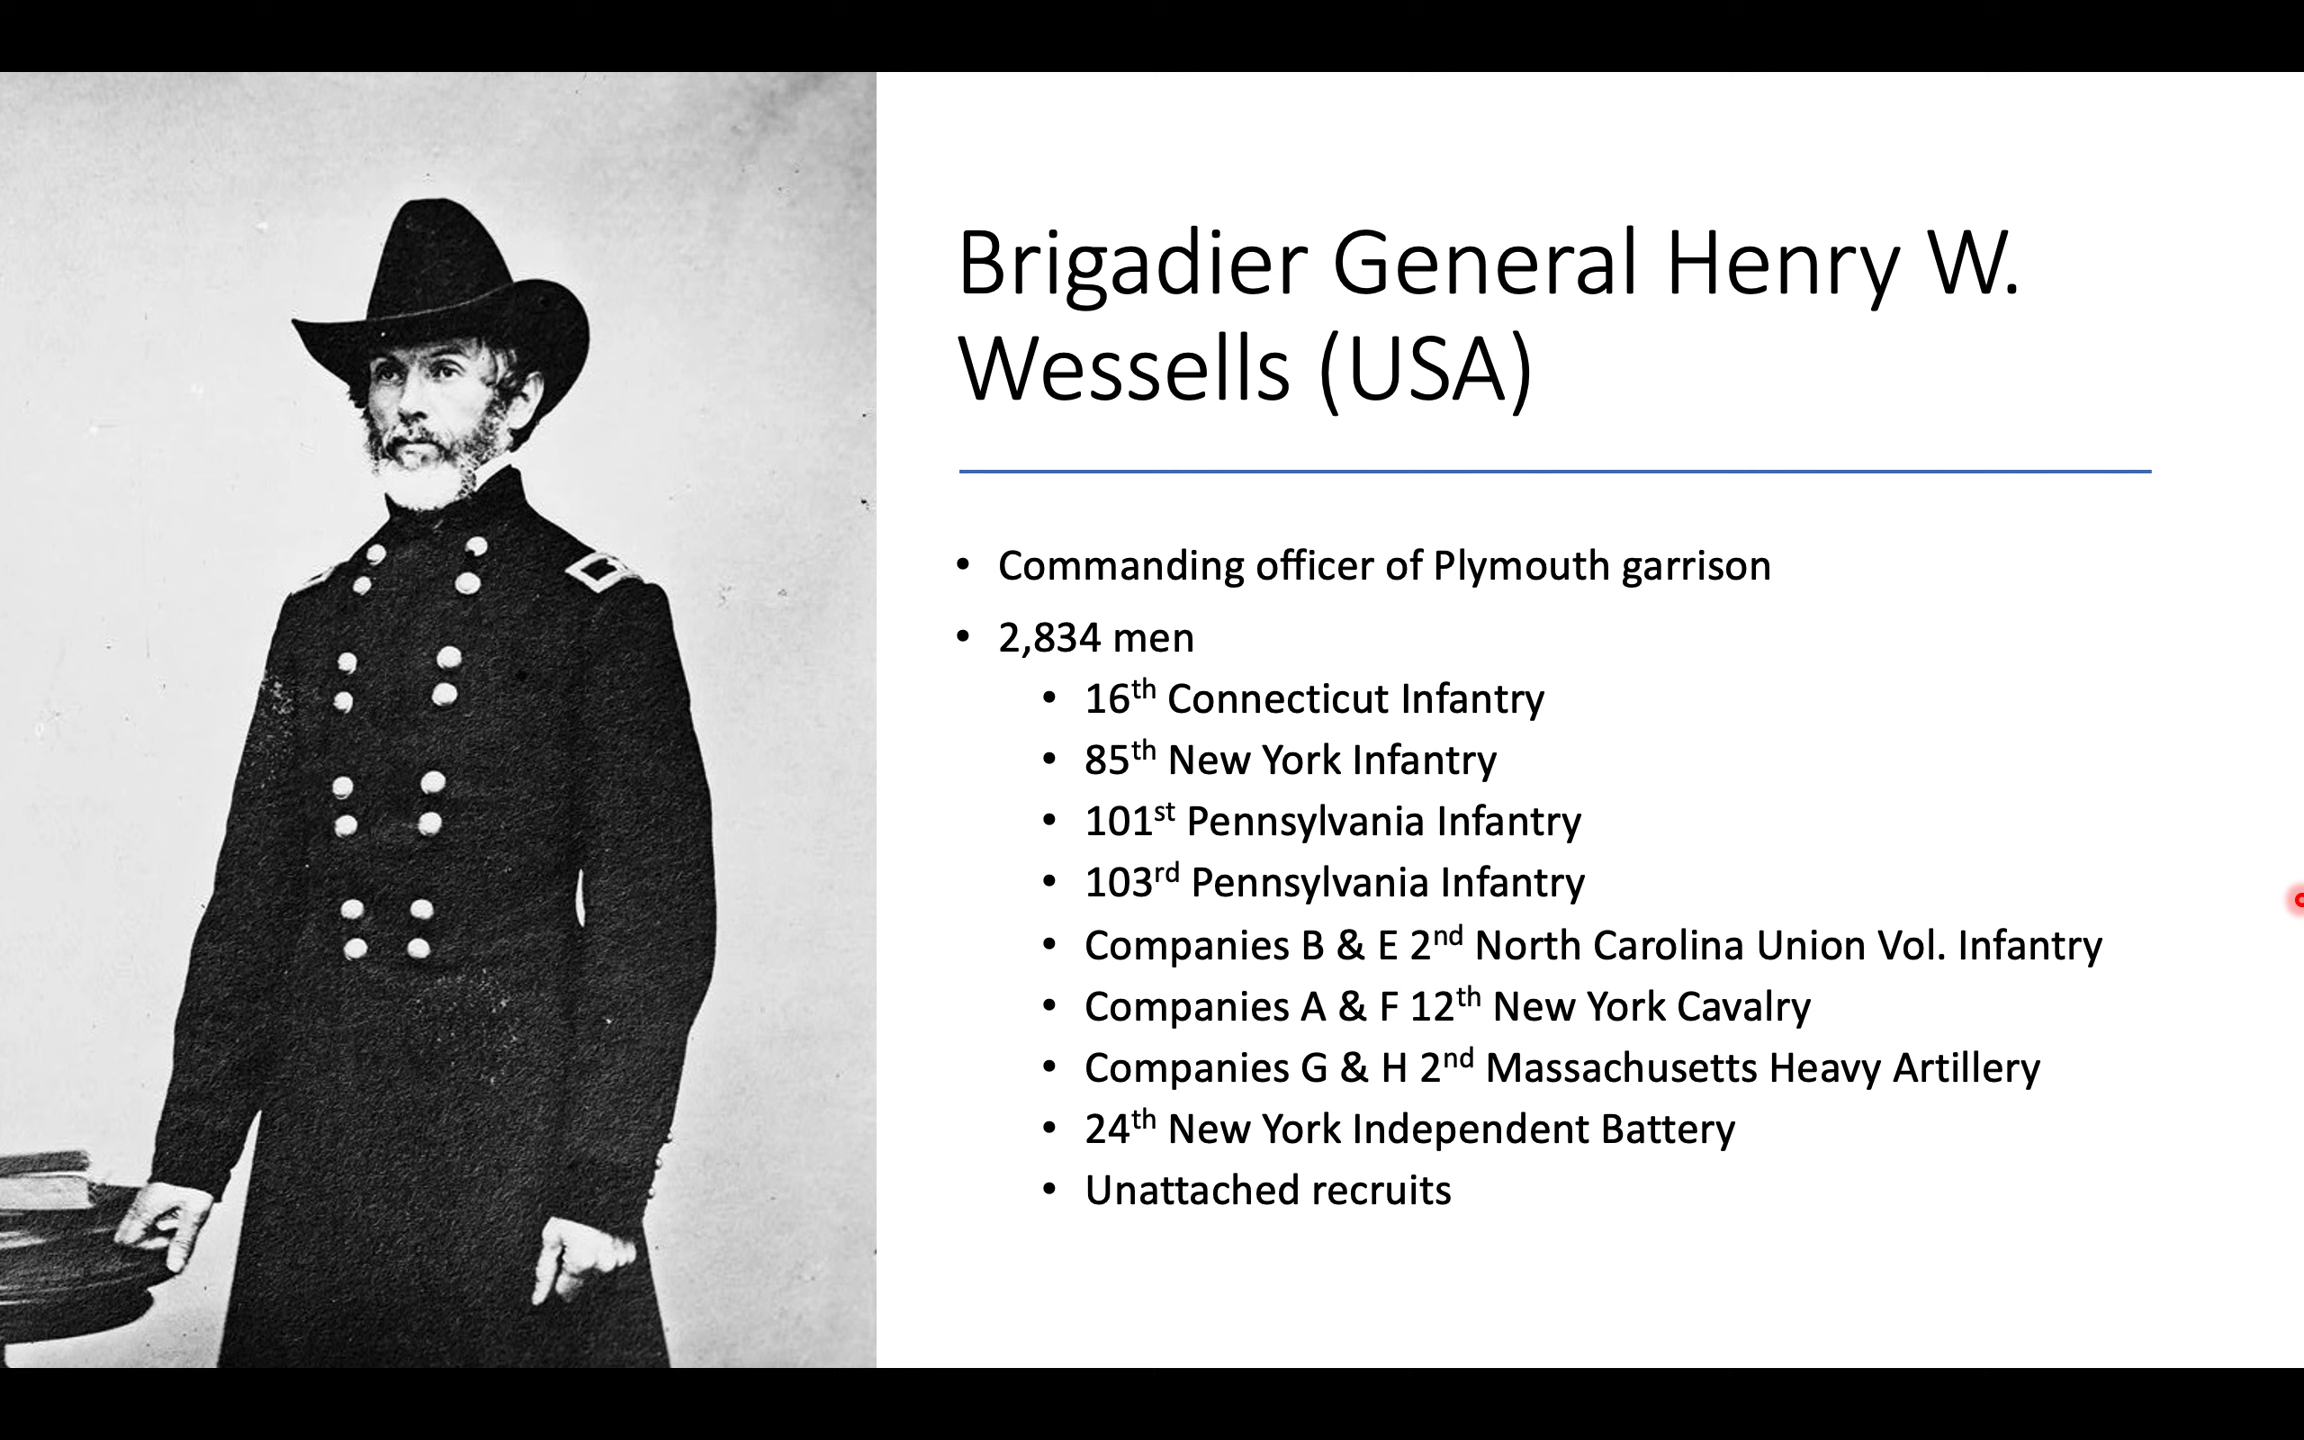 Brigadier General Henry W.
Wessells (USA)
• Commanding officer of Plymouth garrison
• 2,834 men
• 16th Connecticut Infantry
• 85th New York Infantry
• 101st Pennsylvania Infantry
• 103rd Pennsylvania Infantry
• Companies B & E 2nd North Carolina Union Vol. Infantry
• Companies A & F 12th New York Cavalry
• Companies G & H 2nd Massachusetts Heavy Artillery
• 24th New York Independent Battery
• Unattached recruits